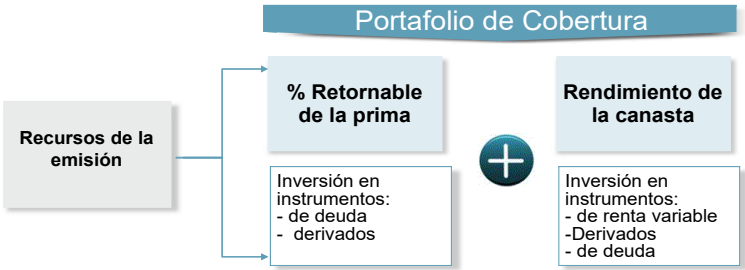 Portafolio de Cobertura
Recursos de la
emisión
% Retornable
de la prima
Inversión en
instrumentos:
- de deuda
- derivados
Rendimiento de
la canasta
Inversión en
instrumentos:
- de renta variable
-Derivados
- de deuda